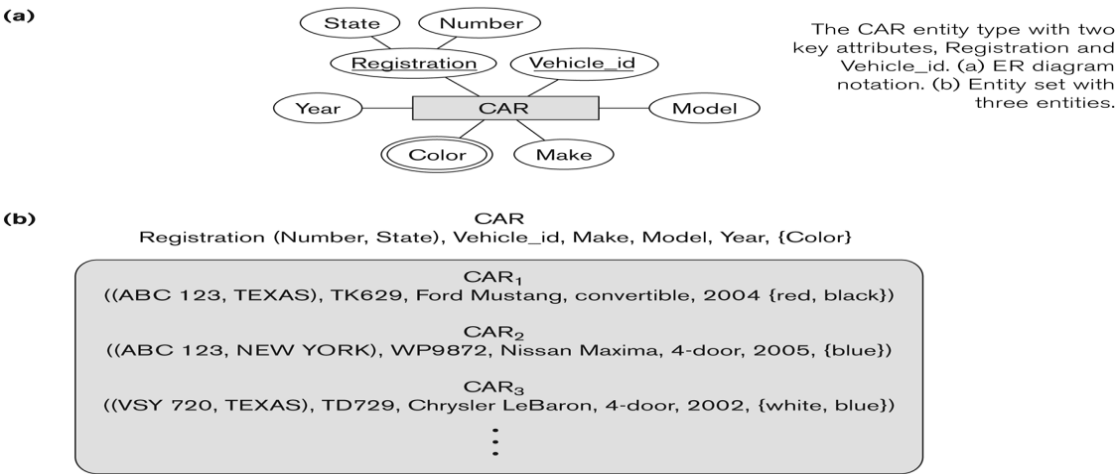 (a)
State
Number
Registration
Vehicle_id
Year
CAR
Model
Color
Make
The CAR entity type with two
key attributes, Registration and
Vehicle_id. (a) ER diagram
notation. (b) Entity set with
three entities.
(b)
CAR
Registration (Number, State), Vehicle_id, Make, Model, Year, {Color}
CAR₁
((ABC 123, TEXAS), TK629, Ford Mustang, convertible, 2004 {red, black})
CAR₂
((ABC 123, NEW YORK), WP9872, Nissan Maxima, 4-door, 2005, {blue})
CAR₃
((VSY 720, TEXAS), TD729, Chrysler LeBaron, 4-door, 2002, {white, blue})